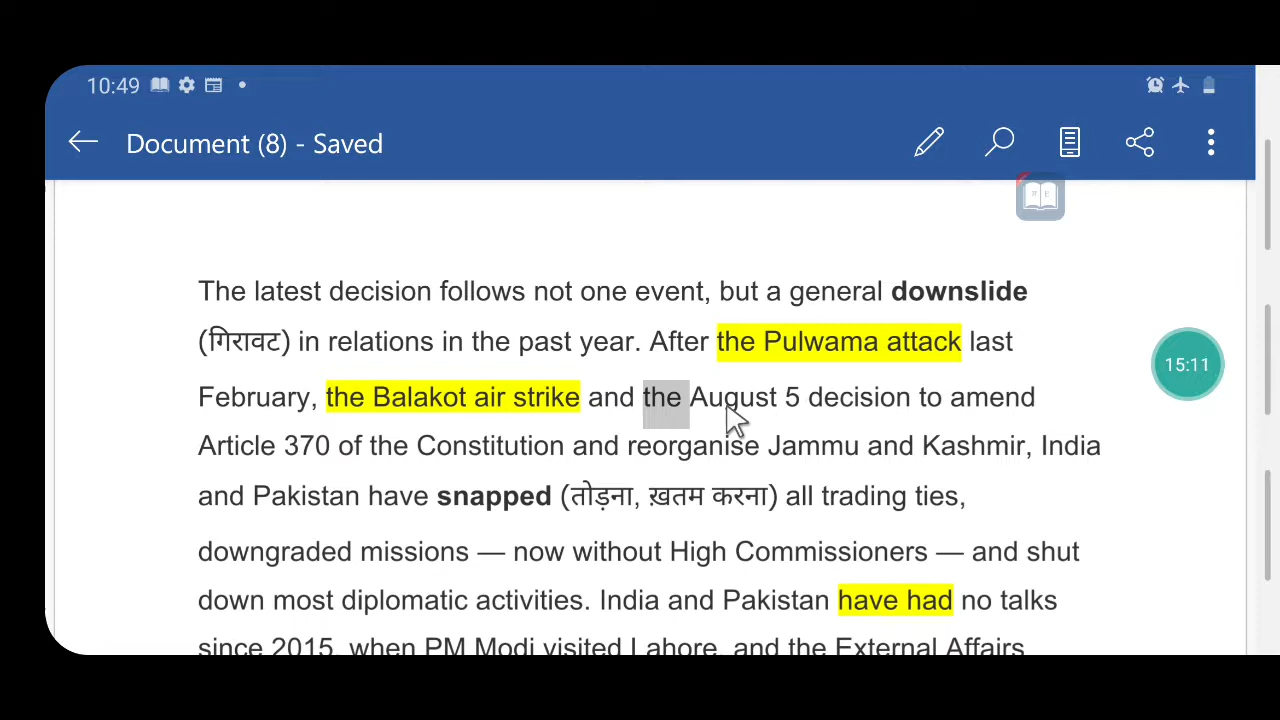 10:49
Document (8) - Saved
The latest decision follows not one event, but a general downslide
(गिरावट) in relations in the past year. After the Pulwama attack last
15:11
February, the Balakot air strike and the August 5 decision to amend
Article 370 of the Constitution and reorganise Jammu and Kashmir, India
and Pakistan have snapped (तोड़ना, ख़तम करना) all trading ties,
downgraded missions — now without High Commissioners — and shut
down most diplomatic activities. India and Pakistan have had no talks
since 2015, when PM Modi visited Lahore, and the External Affairs